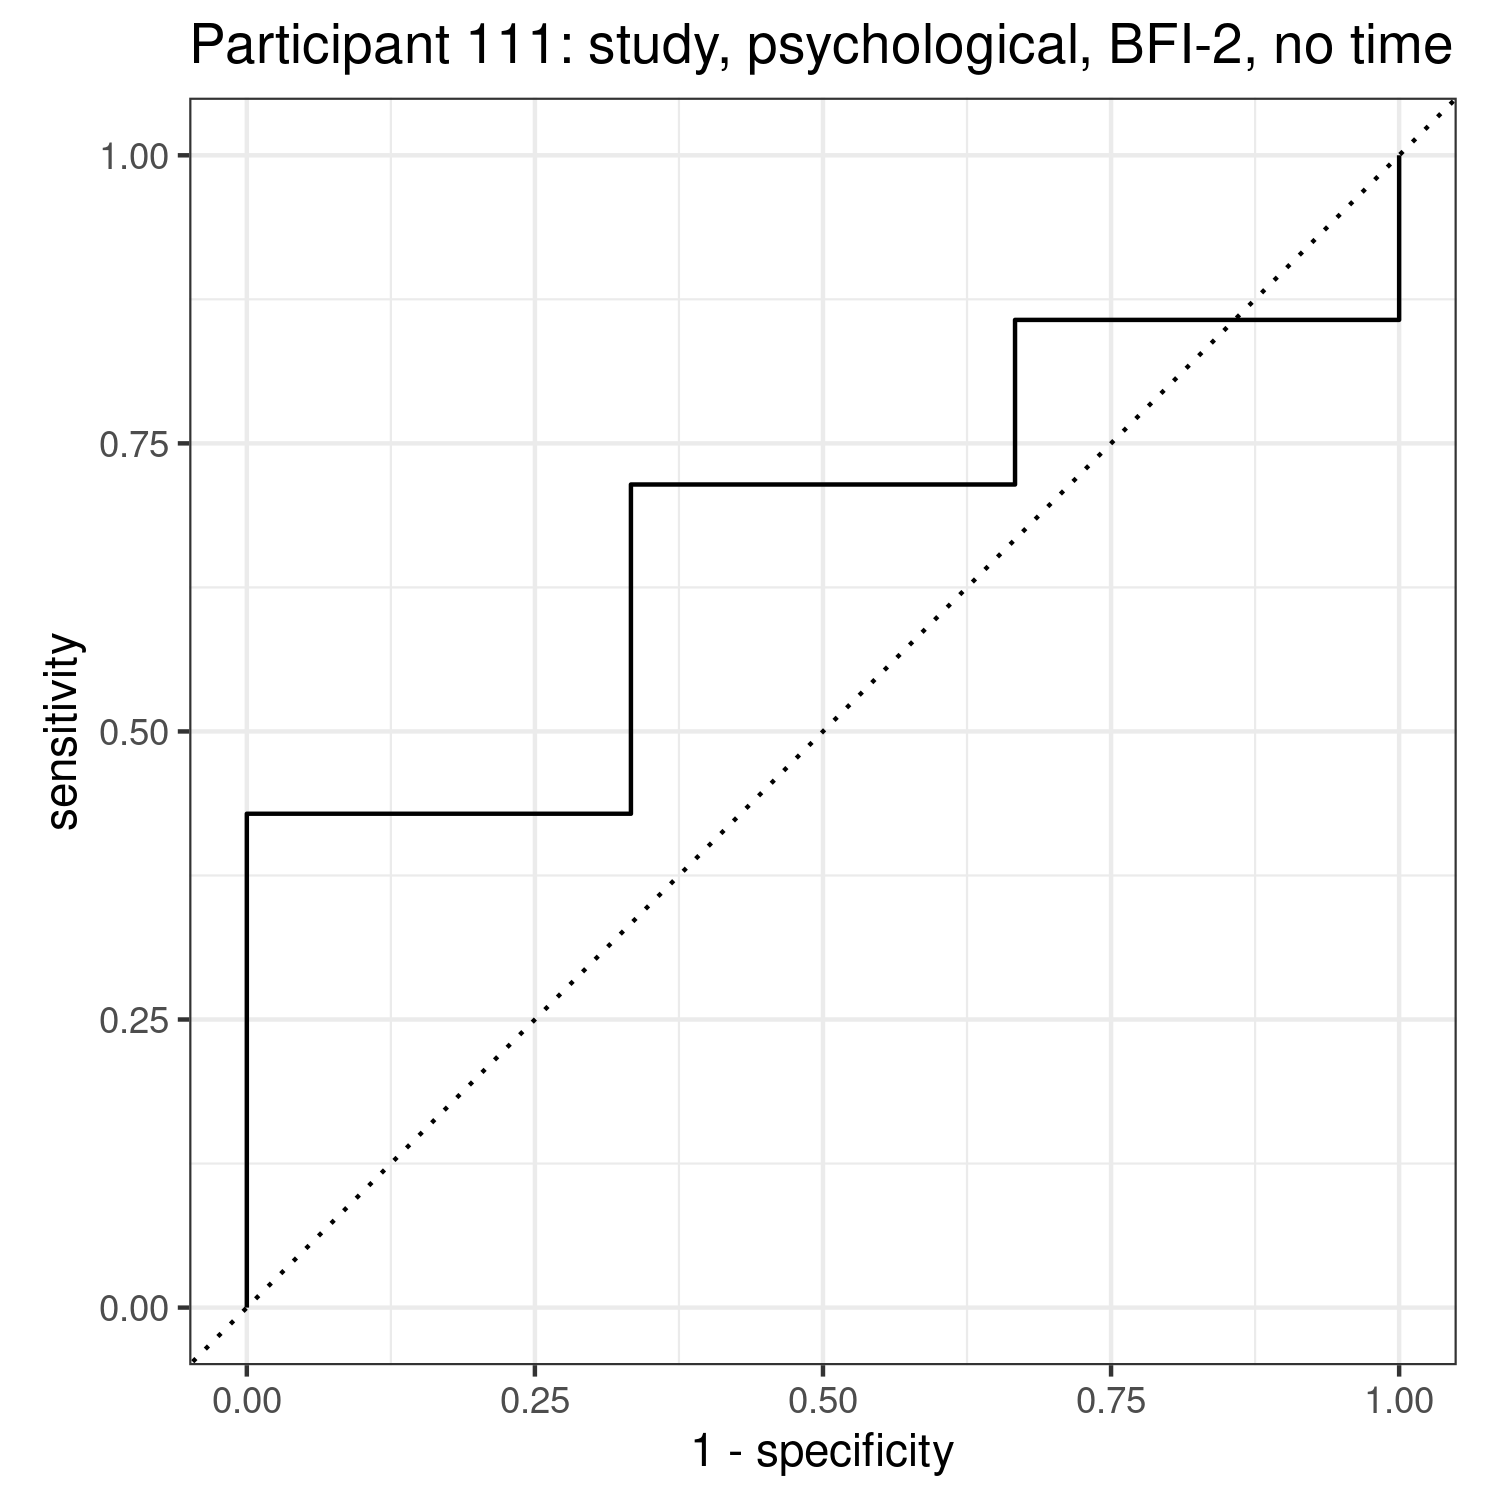 Participant 111: study, psychological, BFI-2, no time
1.00
0.75
0.50
0.25
0.00
sensitivity
0.00 0.25 0.50 0.75 1.00
1 - specificity